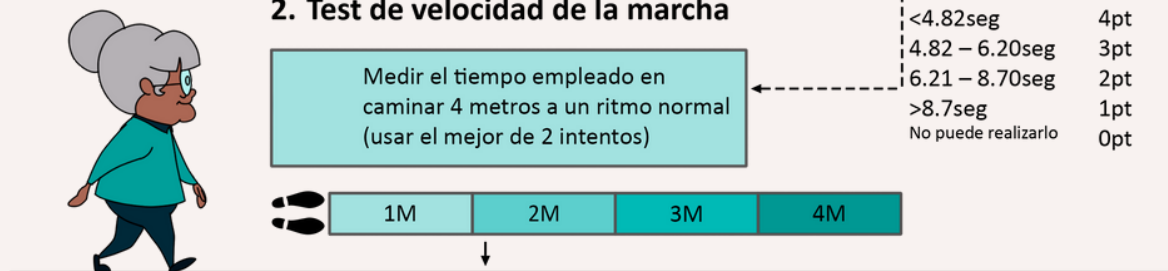 2. Test de velocidad de la marcha
Medir el tiempo empleado en
caminar 4 metros a un ritmo normal
(usar el mejor de 2 intentos)
<4.82seg 4pt
4.82 – 6.20seg 3pt
6.21 – 8.70seg 2pt
>8.7seg 1pt
No puede realizarlo 0pt
1M 2M 3M 4M